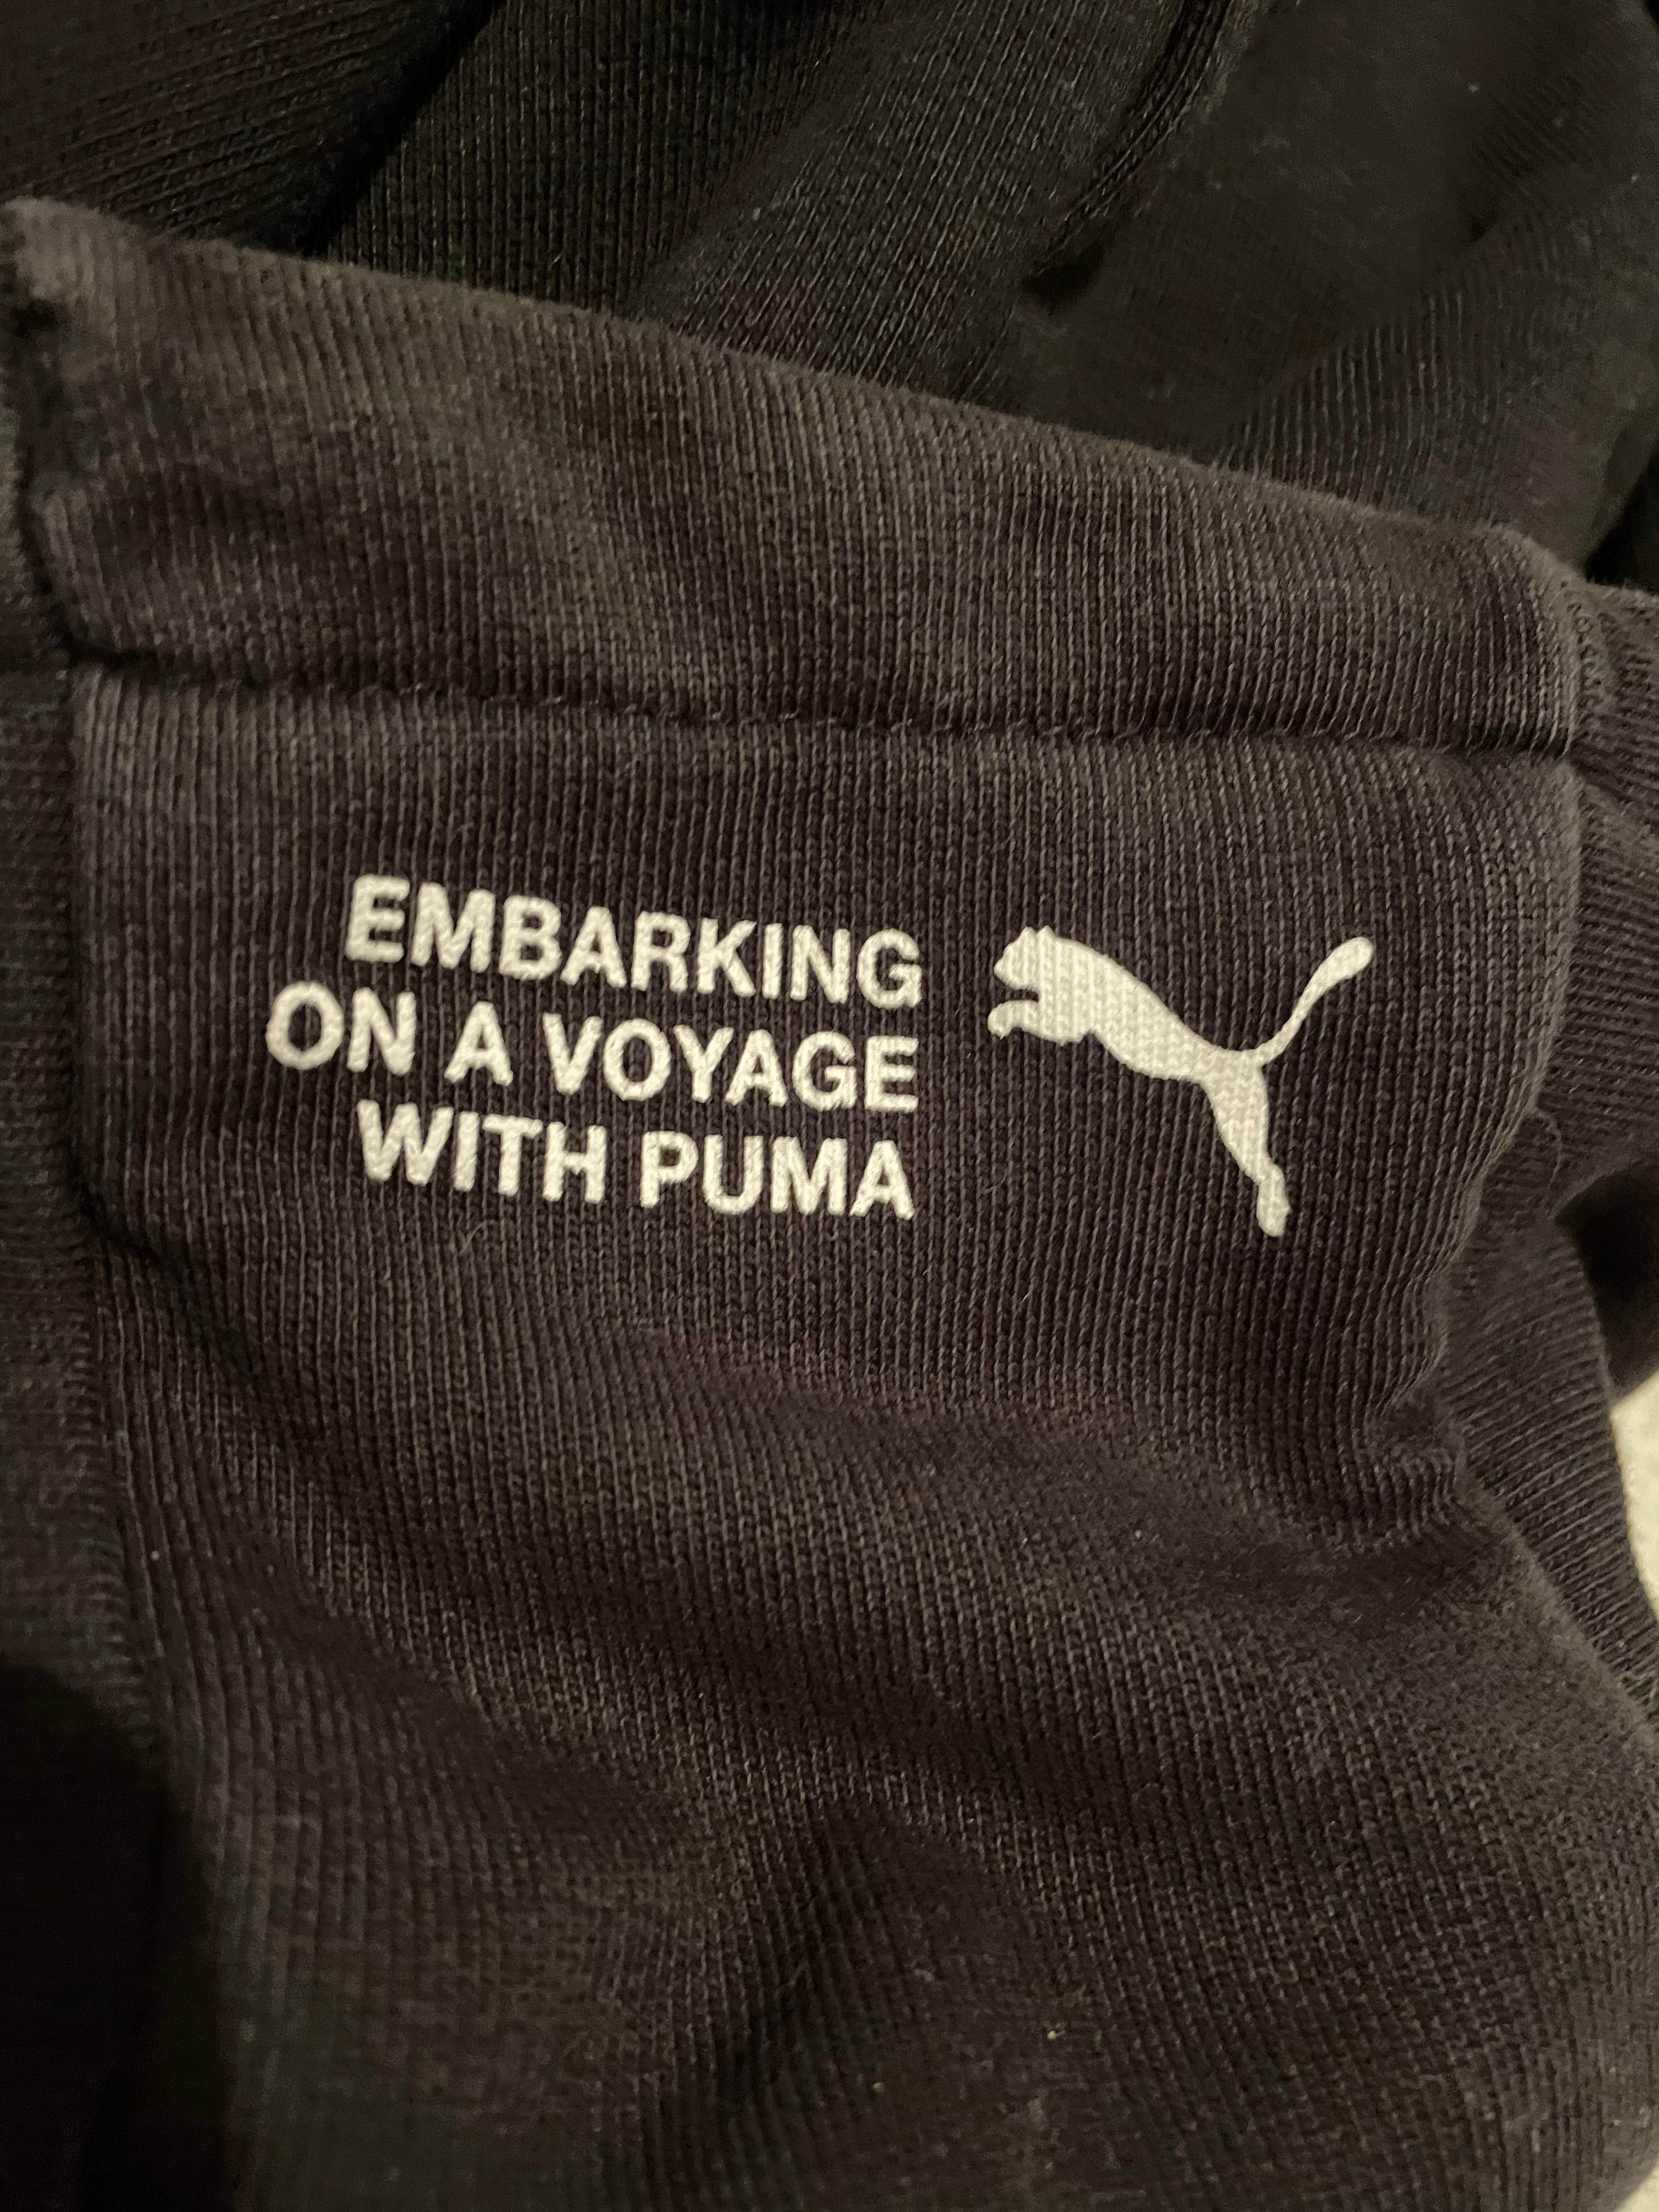 EMBARKING
ON A VOYAGE
WITH PUMA